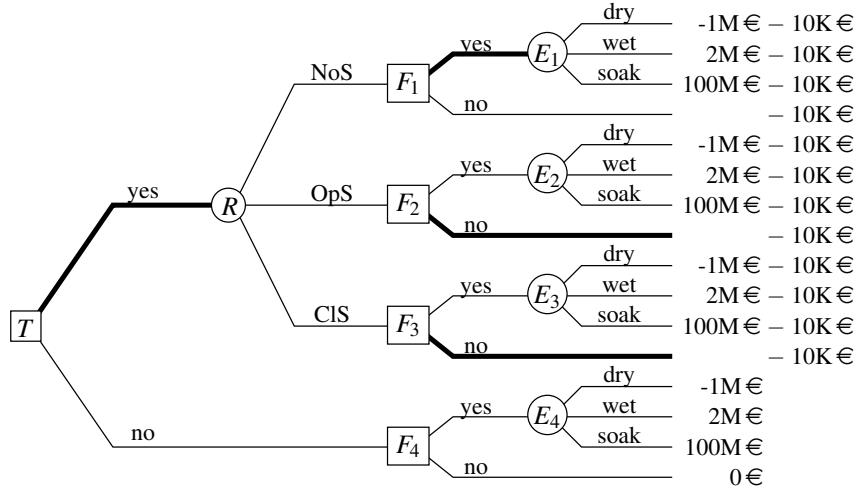 dry -1M€ − 10K€
yes E1 wet 2M€ − 10K€
NoS F1 soak 100M€ − 10K€
no − 10K€
dry -1M€ − 10K€
yes E2 wet 2M€ − 10K€
yes R OpS F2 soak 100M€ − 10K€
no − 10K€
dry -1M€ − 10K€
yes E3 wet 2M€ − 10K€
T ClS F3 soak 100M€ − 10K€
no − 10K€
dry -1M€
yes E4 wet 2M€
no F4 soak 100M€
no 0€